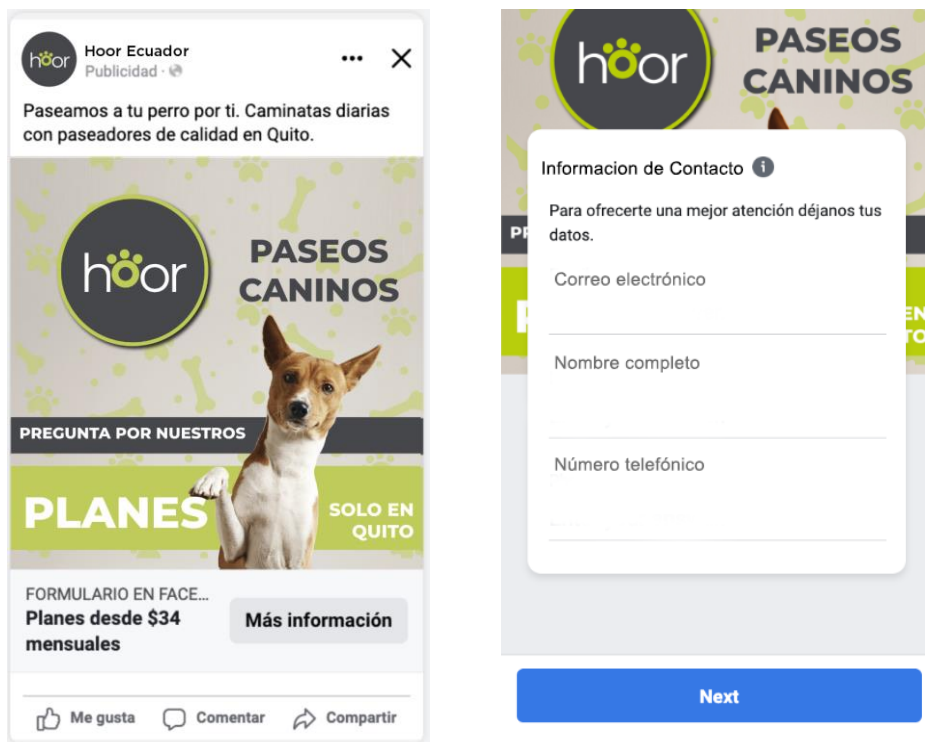 Hoor Ecuador
Publicidad ·
Paseamos a tu perro por ti. Caminatas diarias
con paseadores de calidad en Quito.
hoor
PASEOS
CANINOS
PREGUNTA POR NUESTROS
PLANES
SOLO EN
QUITO
FORMULARIO EN FACE...
Planes desde $34
mensuales
Más información
Me gusta
Comentar
Compartir
hoor
PASEOS
CANINOS
Informacion de Contacto
Para ofrecerte una mejor atención déjanos tus
datos.
Correo electrónico
Nombre completo
Número telefónico
Next